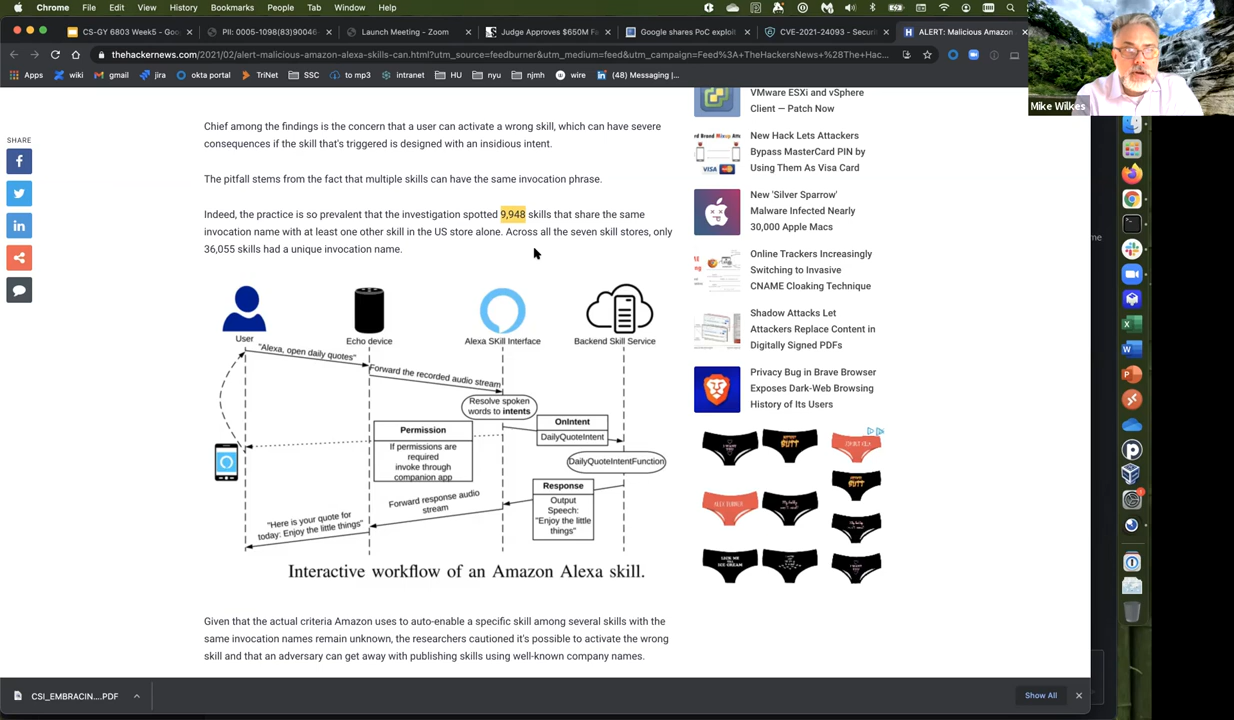 Chrome File Edit View History Bookmarks People Tab Window Help
CS-GY 6803 Week5 - Goo
PII: 0005-1098(83)90046-
Launch Meeting - Zoom
Judge Approves $650M Fa
Google shares PoC exploit
CVE-2021-24093 - Securi
ALERT: Malicious Amazon
thehackernews.com/2021/02/alert-malicious-amazon-alexa-skills-can.html?utm_source=feedburner&utm_medium=feed&utm_campaign=Feed%3A+TheHackersNews+%28The+Hac...
Apps wiki gmail jira okta portal TriNet SSC to mp3 intranet HU nyu njmh wire (48) Messaging |...
Mike Wilkes
SHARE
Chief among the findings is the concern that a user can activate a wrong skill, which can have severe
consequences if the skill that's triggered is designed with an insidious intent.
The pitfall stems from the fact that multiple skills can have the same invocation phrase.
Indeed, the practice is so prevalent that the investigation spotted 9,948 skills that share the same
invocation name with at least one other skill in the US store alone. Across all the seven skill stores, only
36,055 skills had a unique invocation name.
User
Echo device
Alexa SKill Interface
Backend Skill Service
"Alexa, open daily quotes"
Forward the recorded audio stream
Resolve spoken
words to intents
OnIntent
DailyQuoteIntent
Permission
If permissions are
required
invoke through
companion app
DailyQuoteIntentFunction
Response
Output
Speech:
"Enjoy the little
things"
Forward response audio
stream
"Here is your quote for
today: Enjoy the little things"
Interactive workflow of an Amazon Alexa skill.
Given that the actual criteria Amazon uses to auto-enable a specific skill among several skills with the
same invocation names remain unknown, the researchers cautioned it's possible to activate the wrong
skill and that an adversary can get away with publishing skills using well-known company names.
VMware ESXi and vSphere
Client — Patch Now
New Hack Lets Attackers
Bypass MasterCard PIN by
Using Them As Visa Card
New 'Silver Sparrow'
Malware Infected Nearly
30,000 Apple Macs
Online Trackers Increasingly
Switching to Invasive
CNAME Cloaking Technique
Shadow Attacks Let
Attackers Replace Content in
Digitally Signed PDFs
Privacy Bug in Brave Browser
Exposes Dark-Web Browsing
History of Its Users
me
CSI_EMBRACIN....PDF
Show All